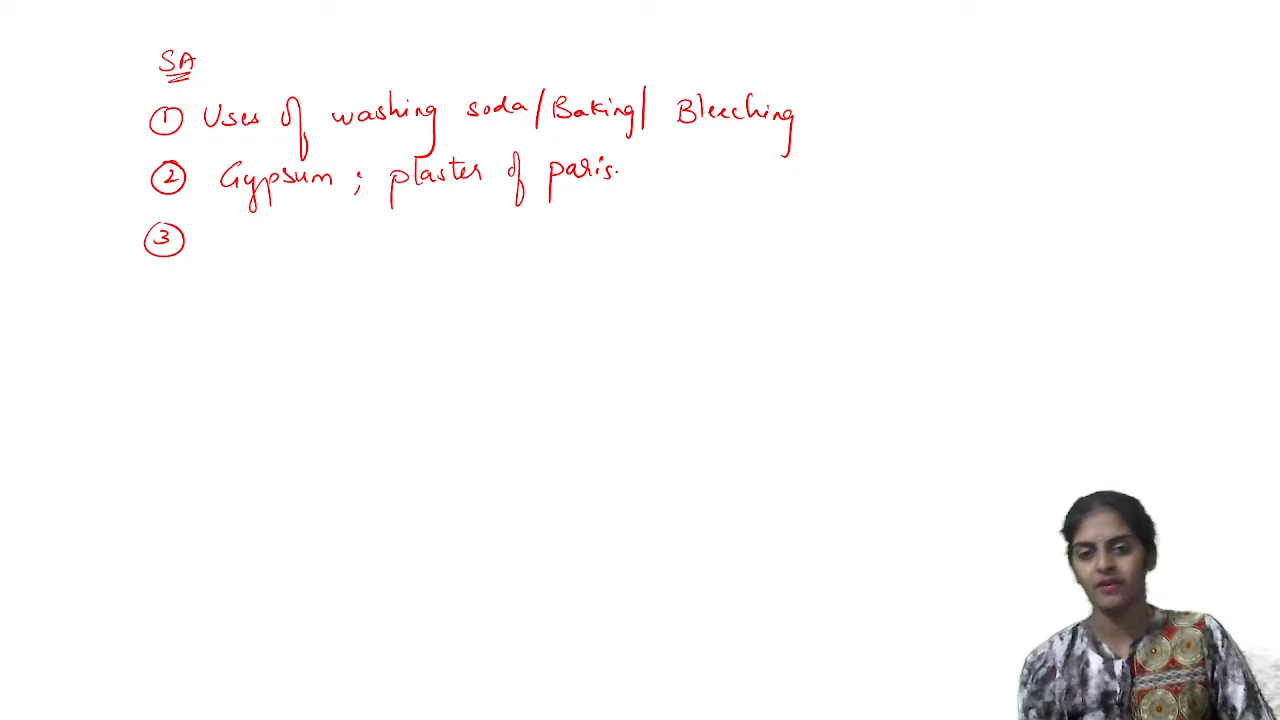 SA
① Uses of washing soda/Baking/ Bleeching
② Gypsum ; plaster of paris.
③